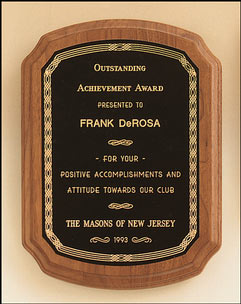 OUTSTANDING
ACHIEVEMENT AWARD
PRESENTED TO
FRANK DeROSA
- FOR YOUR -
POSITIVE ACCOMPLISHMENTS AND
ATTITUDE TOWARDS OUR CLUB
THE MASONS OF NEW JERSEY
1993